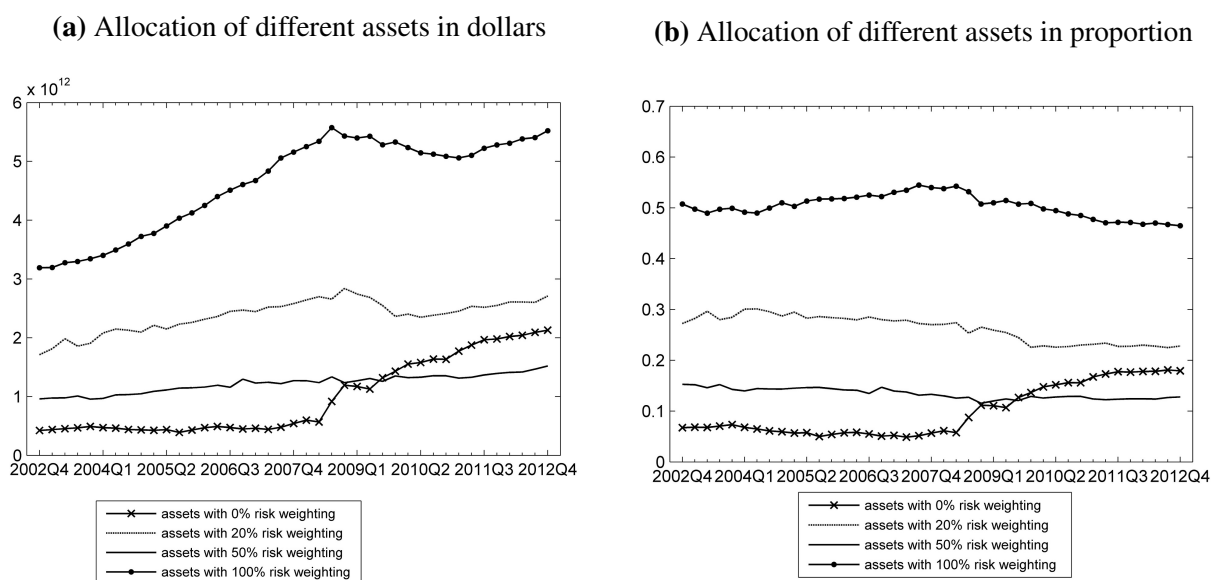 (a) Allocation of different assets in dollars
x 10^12
6
5
4
3
2
1
0
2002Q4 2004Q1 2005Q2 2006Q3 2007Q4 2009Q1 2010Q2 2011Q3 2012Q4
assets with 0% risk weighting
assets with 20% risk weighting
assets with 50% risk weighting
assets with 100% risk weighting
(b) Allocation of different assets in proportion
0.7
0.6
0.5
0.4
0.3
0.2
0.1
0
2002Q4 2004Q1 2005Q2 2006Q3 2007Q4 2009Q1 2010Q2 2011Q3 2012Q4
assets with 0% risk weighting
assets with 20% risk weighting
assets with 50% risk weighting
assets with 100% risk weighting